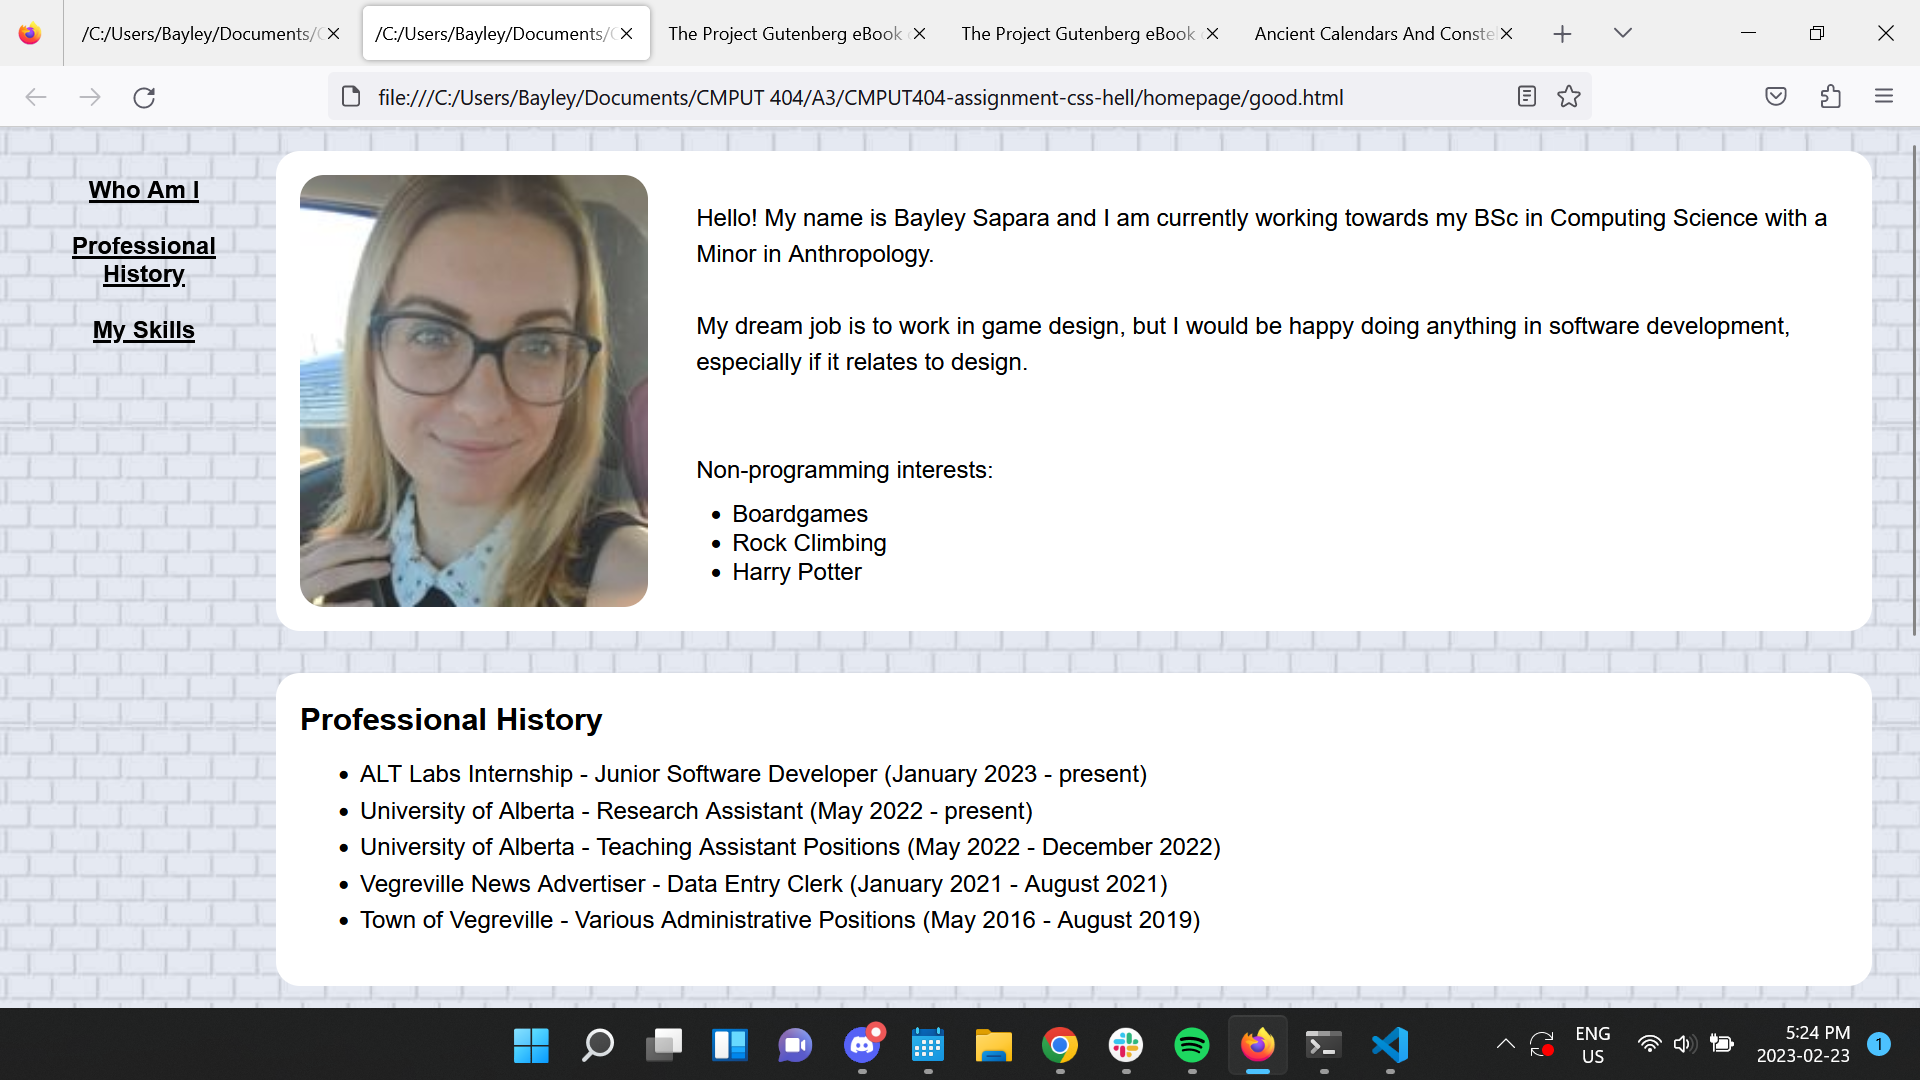 /C:/Users/Bayley/Documents/
/C:/Users/Bayley/Documents/
The Project Gutenberg eBook
The Project Gutenberg eBook
Ancient Calendars And
file:///C:/Users/Bayley/Documents/CMPUT 404/A3/CMPUT404-assignment-css-hell/homepage/good.html
Who Am I
Professional
History
My Skills
Hello! My name is Bayley Sapara and I am currently working towards my BSc in Computing Science with a
Minor in Anthropology.
My dream job is to work in game design, but I would be happy doing anything in software development,
especially if it relates to design.
Non-programming interests:
• Boardgames
• Rock Climbing
• Harry Potter
Professional History
• ALT Labs Internship - Junior Software Developer (January 2023 - present)
• University of Alberta - Research Assistant (May 2022 - present)
• University of Alberta - Teaching Assistant Positions (May 2022 - December 2022)
• Vegreville News Advertiser - Data Entry Clerk (January 2021 - August 2021)
• Town of Vegreville - Various Administrative Positions (May 2016 - August 2019)
ENG
US
5:24 PM
2023-02-23
1